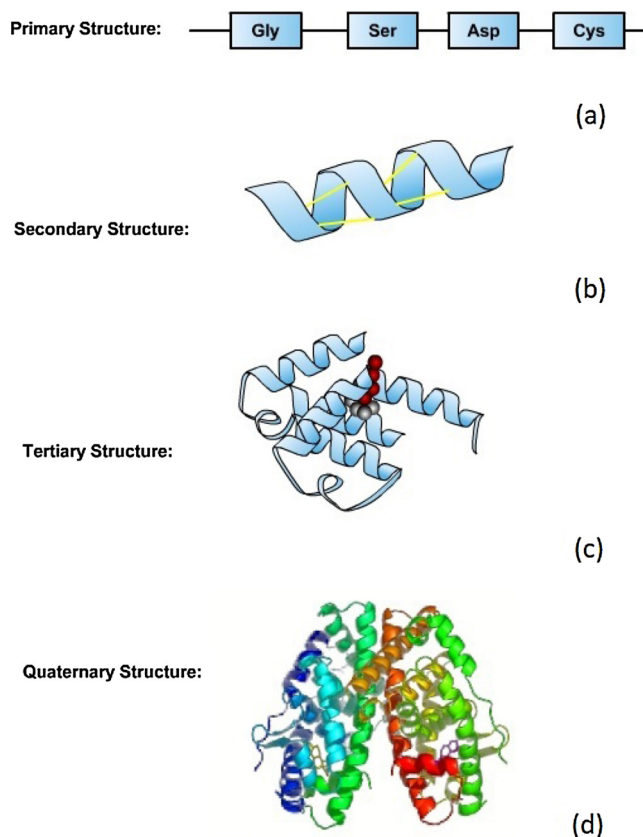 Primary Structure: Gly Ser Asp Cys
(a)
Secondary Structure:
(b)
Tertiary Structure:
(c)
Quaternary Structure:
(d)